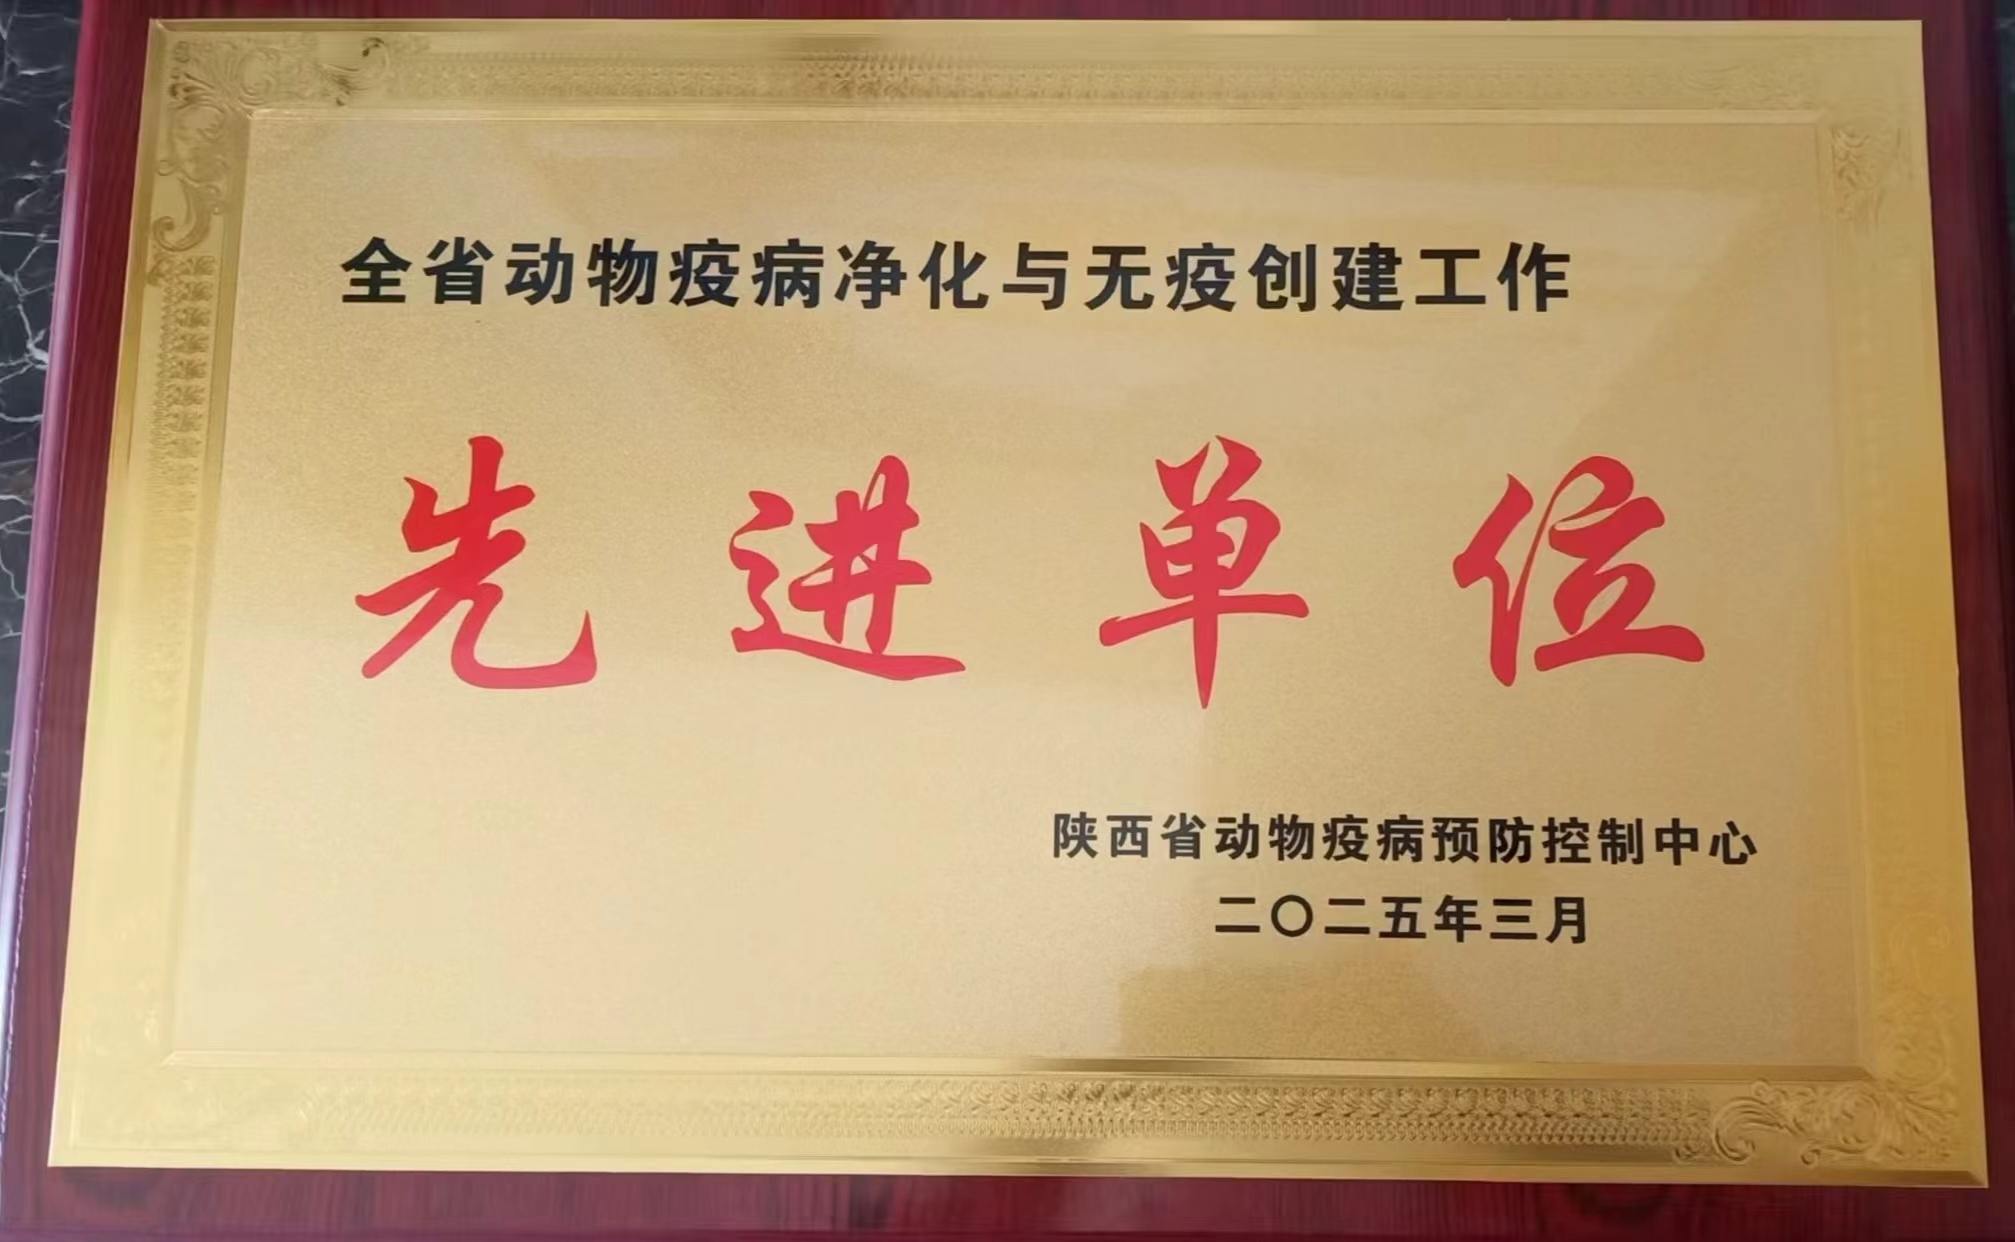 全省动物疫病净化与无疫创建工作
先进单位
陕西省动物疫病预防控制中心
二〇二五年三月